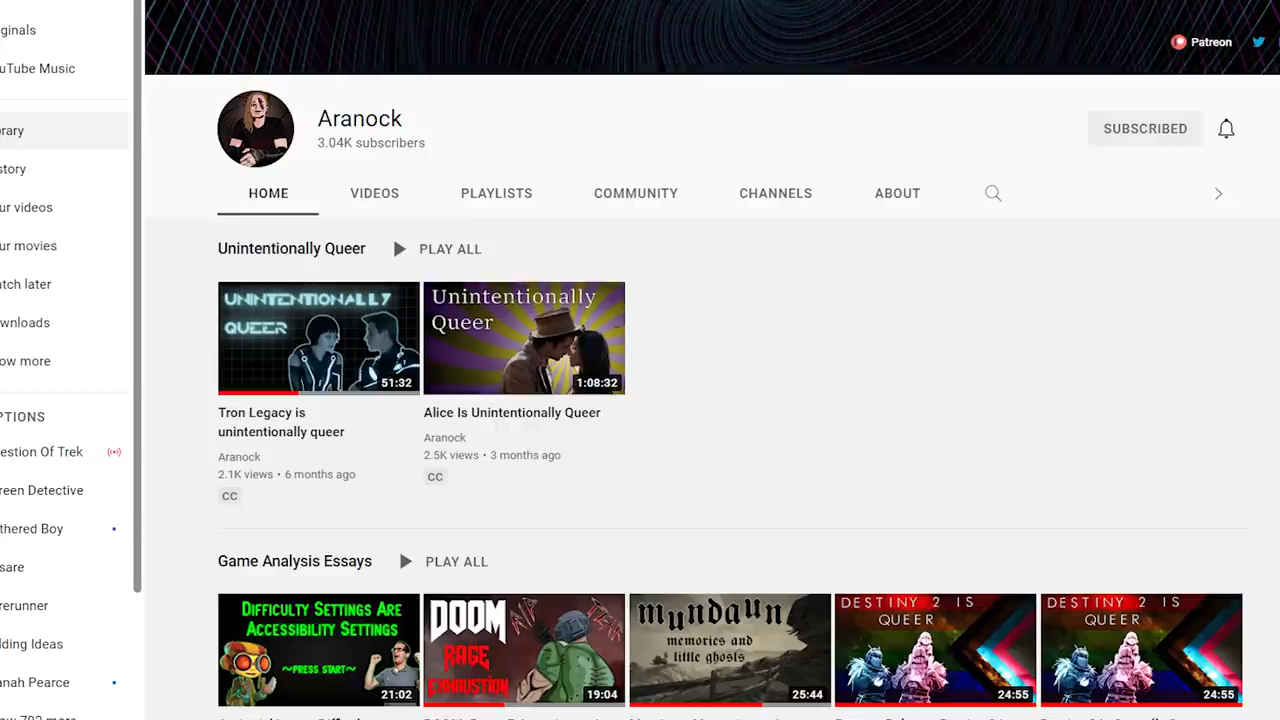 ginals
uTube Music
Patreon
Aranock
3.04K subscribers
SUBSCRIBED
brary
story
ur videos
ur movies
tch later
wnloads
ow more
HOME VIDEOS PLAYLISTS COMMUNITY CHANNELS ABOUT
Unintentionally Queer PLAY ALL
UNINTENTIONALLY
QUEER
51:32
Unintentionally
Queer
1:08:32
Tron Legacy is
unintentionally queer
Aranock
2.1K views • 6 months ago
CC
Alice Is Unintentionally Queer
Aranock
2.5K views • 3 months ago
CC
PTIONS
estion Of Trek
reen Detective
thered Boy
sare
rerunner
lding Ideas
anah Pearce
Game Analysis Essays PLAY ALL
DIFFICULTY SETTINGS ARE
ACCESSIBILITY SETTINGS
~PRESS START~
21:02
DOOM
RAGE
EXHAUSTION
19:04
mundaun
memories and
little ghosts
25:44
DESTINY 2 IS
QUEER
24:55
DESTINY 2 IS
QUEER
24:55